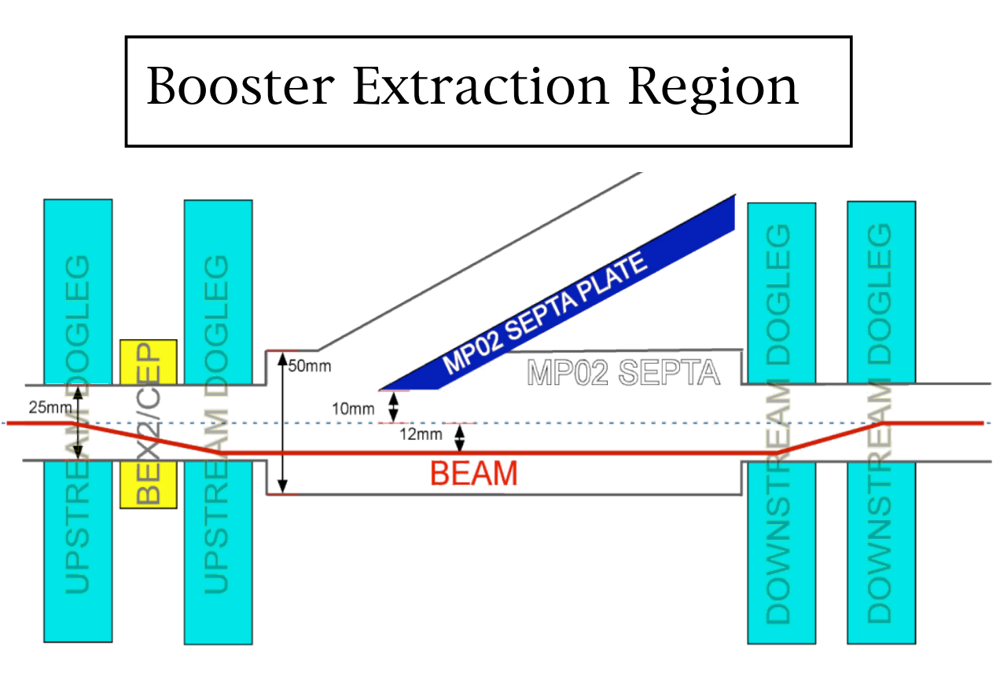 Booster Extraction Region
UPSTREAM DOGLEG
BEX2/CEP
UPSTREAM DOGLEG
25mm
50mm
MP02 SEPTA PLATE
MP02 SEPTA
10mm
12mm
BEAM
DOWNSTREAM DOGLEG
DOWNSTREAM DOGLEG